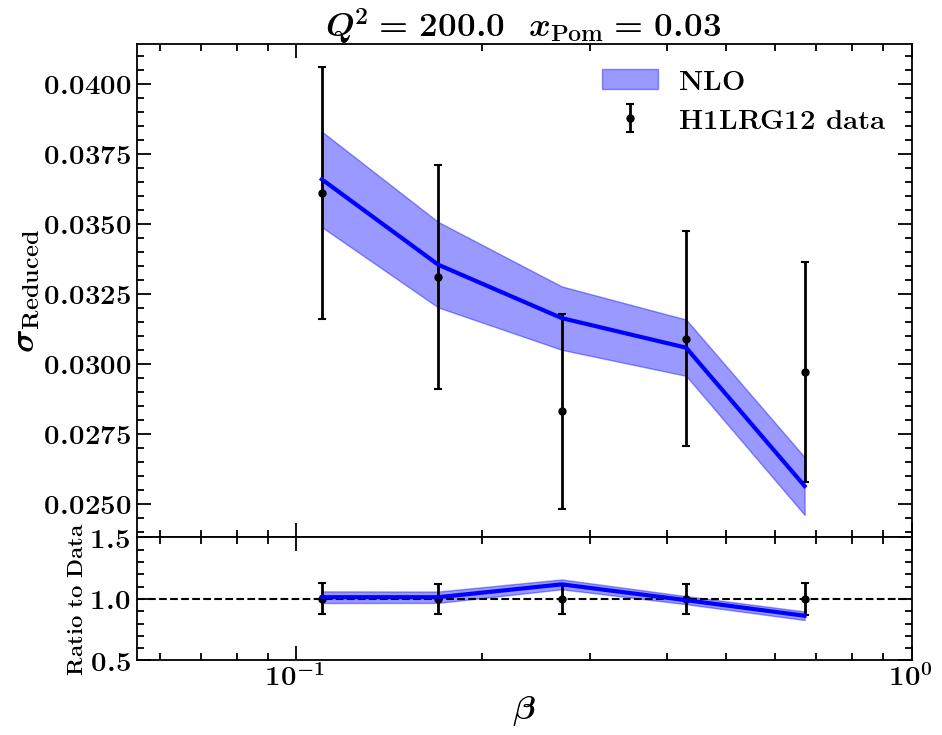 Q² = 200.0 x_Pom = 0.03
NLO
H1LRG12 data
σ_Reduced
0.0400
0.0375
0.0350
0.0325
0.0300
0.0275
0.0250
Ratio to Data
1.5
1.0
0.5
10⁻¹
10⁰
β